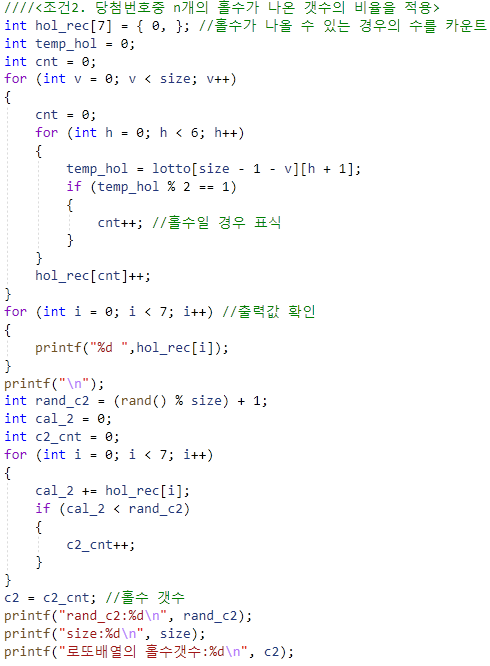 ////<조건2. 당첨번호중 n개의 홀수가 나온 갯수의 비율을 적용>
int hol_rec[7] = { 0, }; //홀수가 나올 수 있는 경우의 수를 카운트
int temp_hol = 0;
int cnt = 0;
for (int v = 0; v < size; v++)
{
    cnt = 0;
    for (int h = 0; h < 6; h++)
    {
        temp_hol = lotto[size - 1 - v][h + 1];
        if (temp_hol % 2 == 1)
        {
            cnt++; //홀수일 경우 표식
        }
    }
    hol_rec[cnt]++;
}
for (int i = 0; i < 7; i++) //출력값 확인
{
    printf("%d ",hol_rec[i]);
}
printf("\n");
int rand_c2 = (rand() % size) + 1;
int cal_2 = 0;
int c2_cnt = 0;
for (int i = 0; i < 7; i++)
{
    cal_2 += hol_rec[i];
    if (cal_2 < rand_c2)
    {
        c2_cnt++;
    }
}
c2 = c2_cnt; //홀수 갯수
printf("rand_c2:%d\n", rand_c2);
printf("size:%d\n", size);
printf("로또배열의 홀수갯수:%d\n", c2);